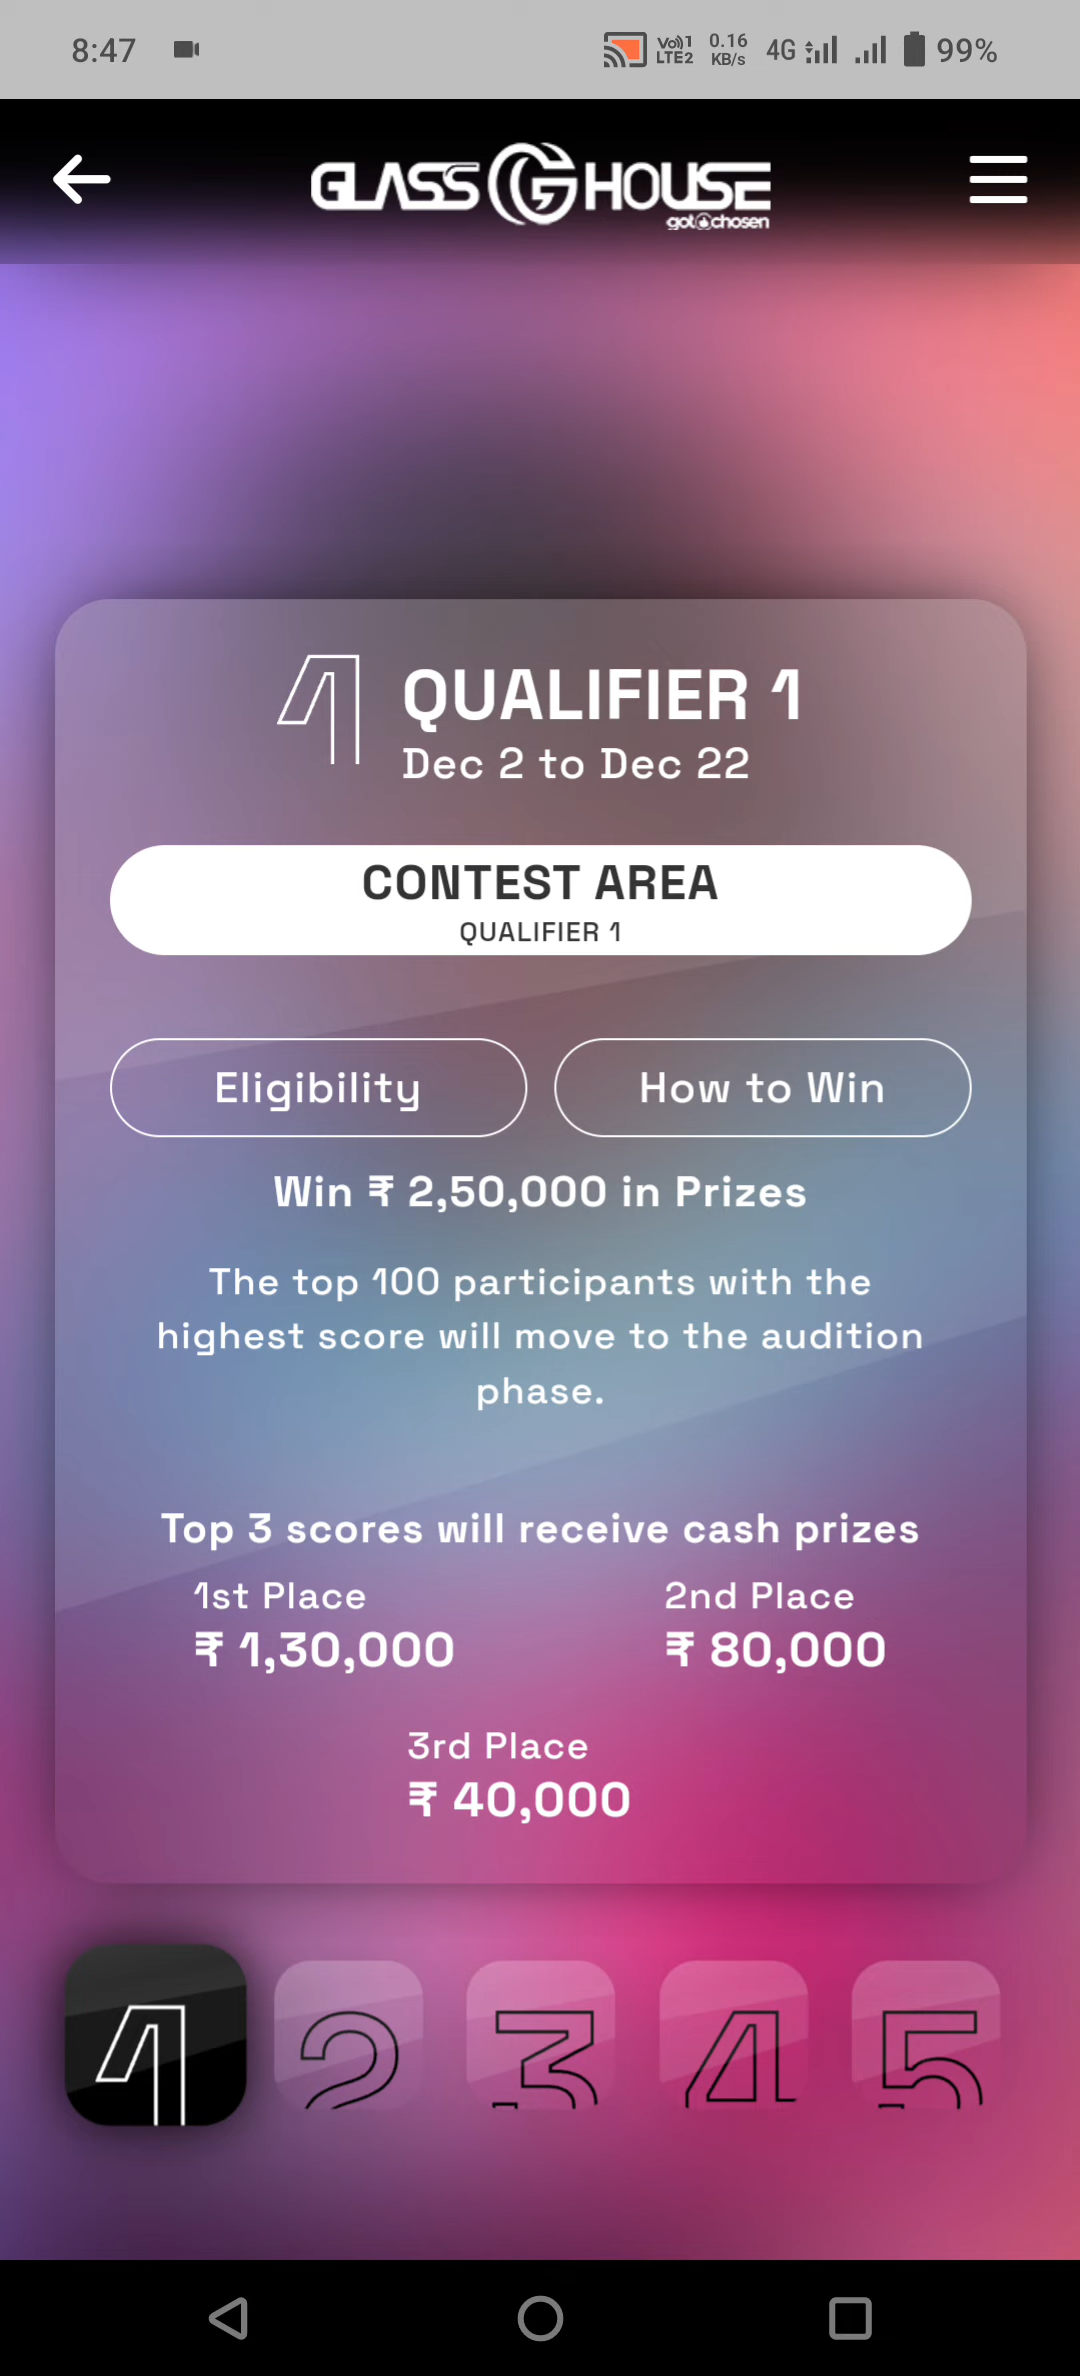 8:47
Vo)) 1
LTE2
0.16
KB/s
4G
99%
GLASS G HOUSE
gotchosen
1
QUALIFIER 1
Dec 2 to Dec 22
CONTEST AREA
QUALIFIER 1
Eligibility
How to Win
Win ₹ 2,50,000 in Prizes
The top 100 participants with the
highest score will move to the audition
phase.
Top 3 scores will receive cash prizes
1st Place
₹ 1,30,000
2nd Place
₹ 80,000
3rd Place
₹ 40,000
1 2 3 4 5